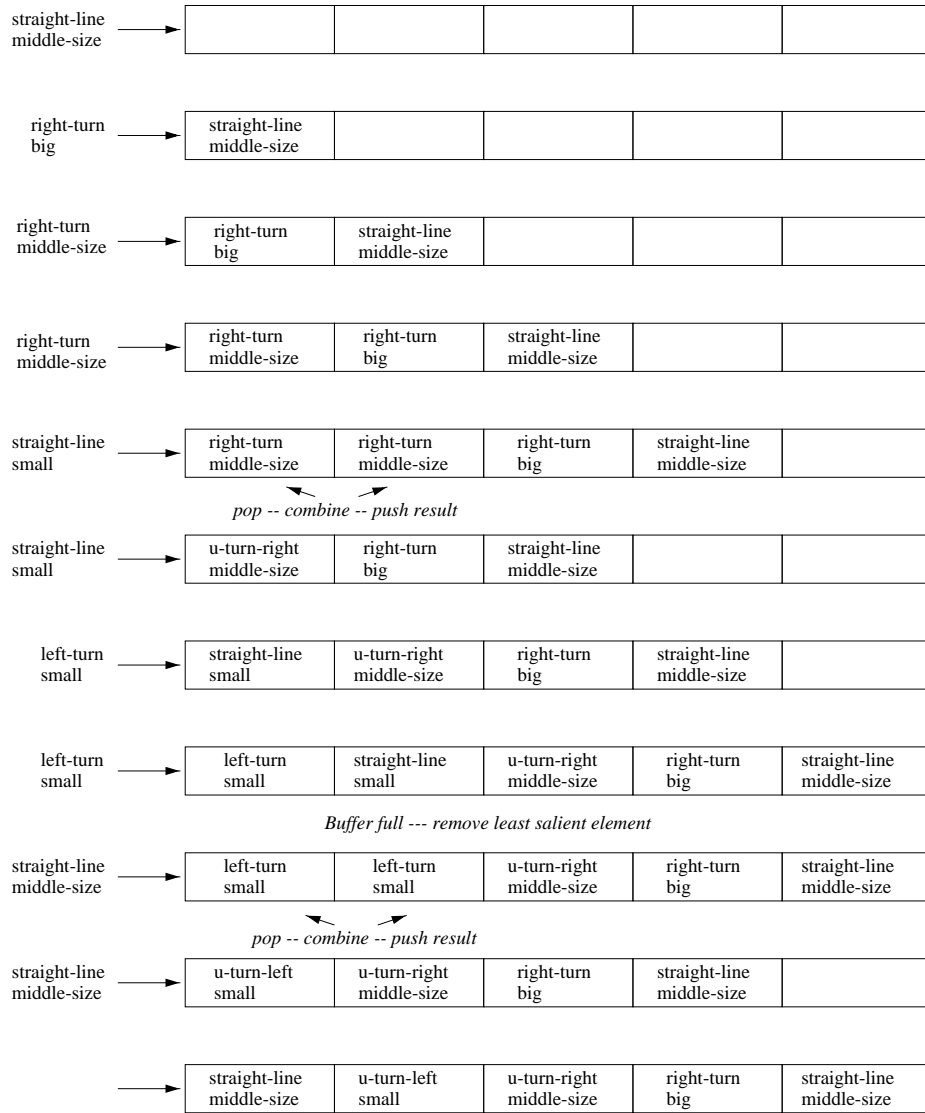 straight-line
middle-size
right-turn
big
straight-line
middle-size
right-turn
middle-size
right-turn
big
straight-line
middle-size
right-turn
middle-size
right-turn
middle-size
right-turn
big
straight-line
middle-size
straight-line
small
right-turn
middle-size
right-turn
middle-size
right-turn
big
straight-line
middle-size
pop -- combine -- push result
straight-line
small
u-turn-right
middle-size
right-turn
big
straight-line
middle-size
left-turn
small
straight-line
small
u-turn-right
middle-size
right-turn
big
straight-line
middle-size
left-turn
small
left-turn
small
straight-line
small
u-turn-right
middle-size
right-turn
big
straight-line
middle-size
Buffer full --- remove least salient element
straight-line
middle-size
left-turn
small
left-turn
small
u-turn-right
middle-size
right-turn
big
straight-line
middle-size
pop -- combine -- push result
straight-line
middle-size
u-turn-left
small
u-turn-right
middle-size
right-turn
big
straight-line
middle-size
straight-line
middle-size
u-turn-left
small
u-turn-right
middle-size
right-turn
big
straight-line
middle-size